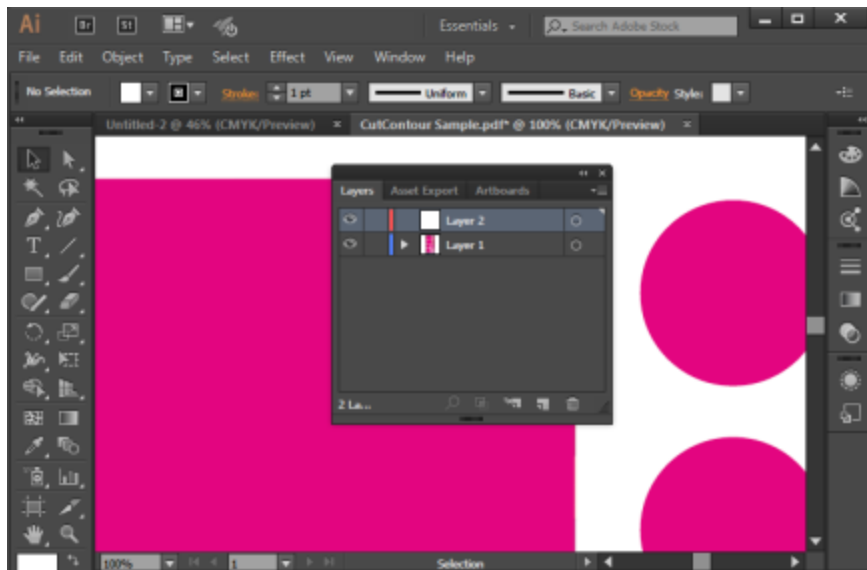 Ai Br St Essentials Search Adobe Stock
File Edit Object Type Select Effect View Window Help
No Selection Stroke: 1 pt Uniform Basic Opacity Style:
Untitled-2 @ 46% (CMYK/Preview) × CutContour Sample.pdf* @ 100% (CMYK/Preview) ×
Layers Asset Export Artboards
Layer 2
Layer 1
2 La...
100% 1 Selection